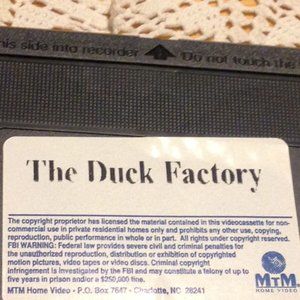 this side into recorder Do not touch the
The Duck Factory
The copyright proprietor has licensed the material contained in this videocassette for non-
commercial use in private residential homes only and prohibits any other use, copying,
reproduction, public performance in whole or in part. All rights under copyright reserved.
FBI WARNING: Federal law provides severe civil and criminal penalties for
the unauthorized reproduction, distribution or exhibition of copyrighted
motion pictures, video tapes or video discs. Criminal copyright
infringement is investigated by the FBI and may constitute a felony of up to
five years in prison and/or a $250,000 fine.
MTM Home Video - P.O. Box 7647 - Charlotte, NC 28241
MTM
HOME VIDEO